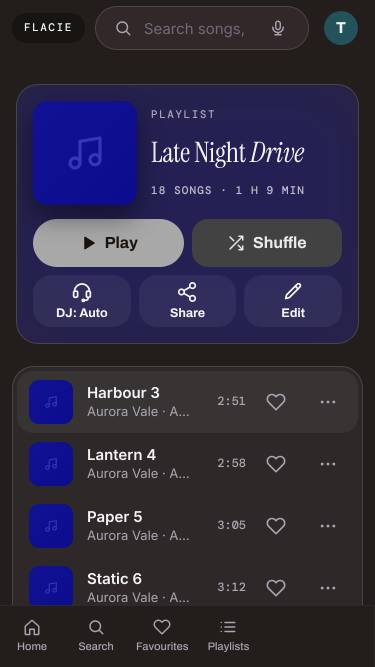 FLACIE
Search songs,
T
PLAYLIST
Late Night Drive
18 SONGS · 1 H 9 MIN
Play
Shuffle
DJ: Auto
Share
Edit
Harbour 3
Aurora Vale · A...
2:51
Lantern 4
Aurora Vale · A...
2:58
Paper 5
Aurora Vale · A...
3:05
Static 6
Aurora Vale · A...
3:12
Home
Search
Favourites
Playlists